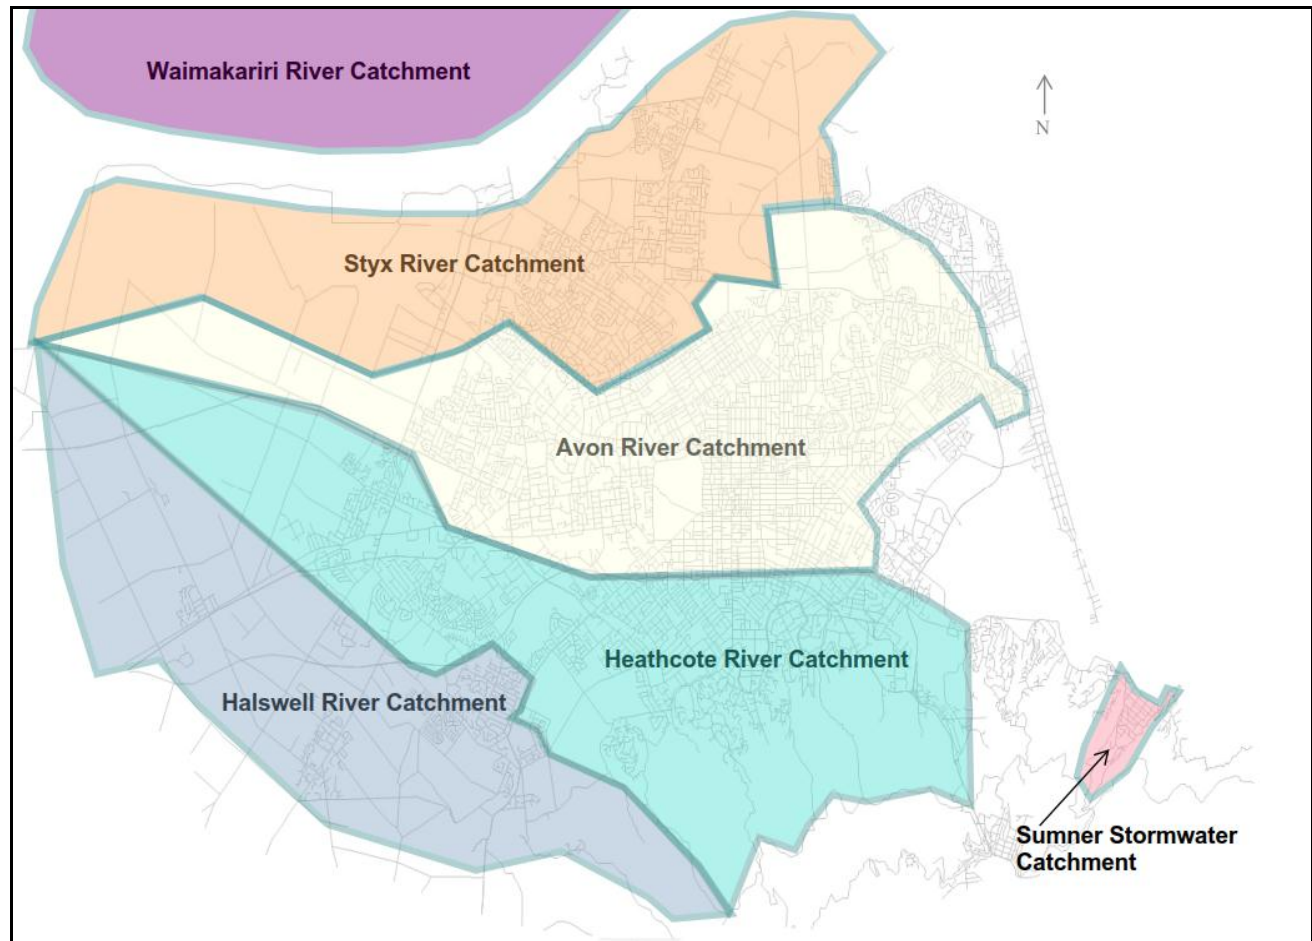 Waimakariri River Catchment
N
Styx River Catchment
Avon River Catchment
Heathcote River Catchment
Halswell River Catchment
Sumner Stormwater
Catchment